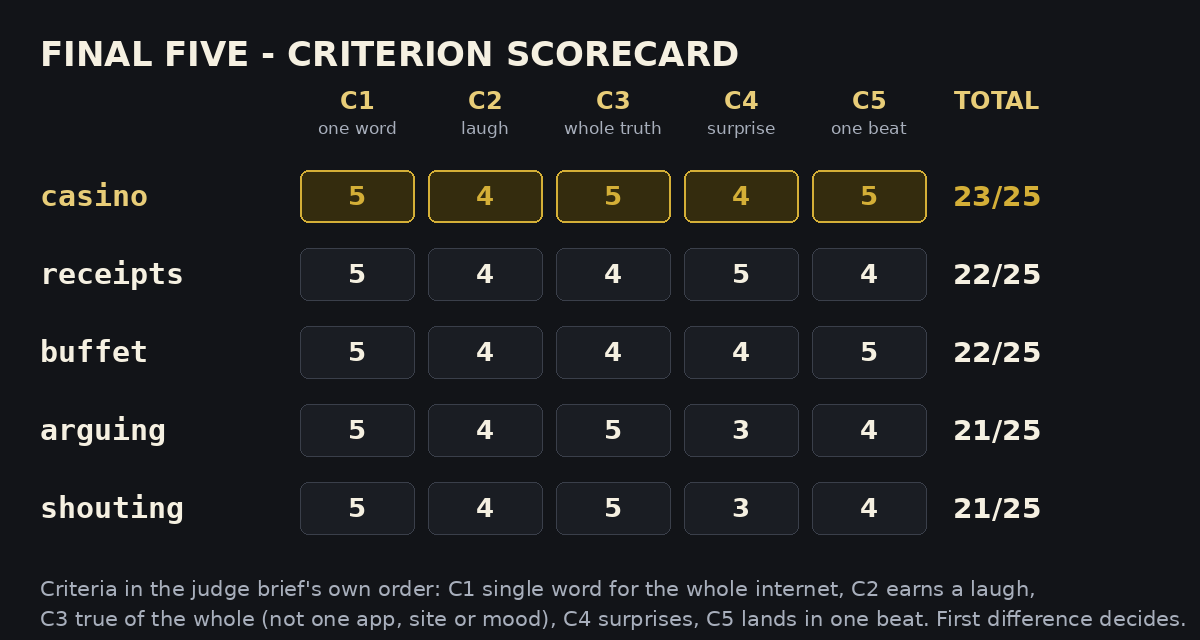 FINAL FIVE - CRITERION SCORECARD
C1 C2 C3 C4 C5 TOTAL
one word laugh whole truth surprise one beat
casino 5 4 5 4 5 23/25
receipts 5 4 4 5 4 22/25
buffet 5 4 4 4 5 22/25
arguing 5 4 5 3 4 21/25
shouting 5 4 5 3 4 21/25
Criteria in the judge brief's own order: C1 single word for the whole internet, C2 earns a laugh,
C3 true of the whole (not one app, site or mood), C4 surprises, C5 lands in one beat. First difference decides.